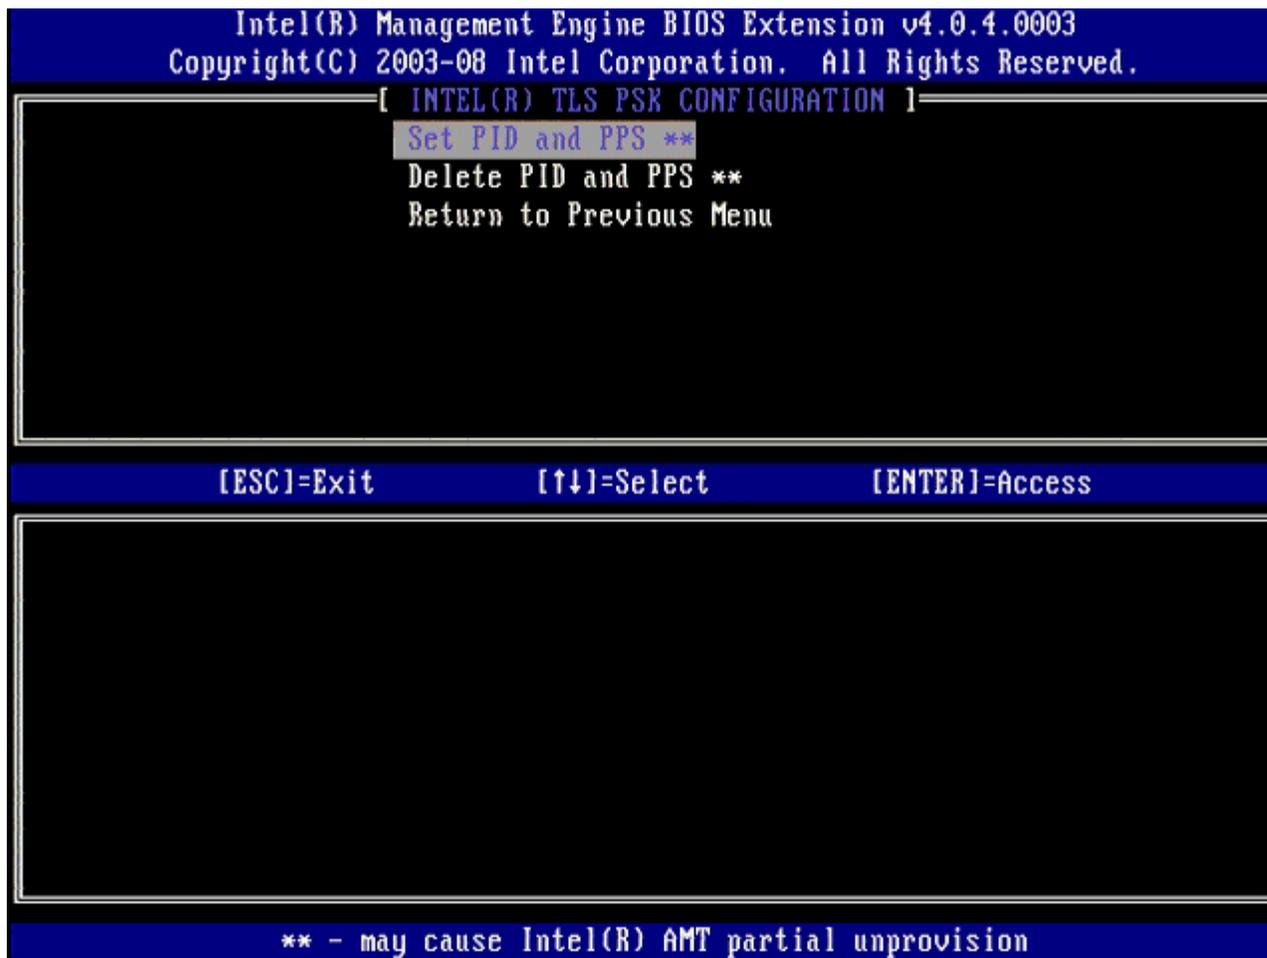 Intel(R) Management Engine BIOS Extension v4.0.4.0003
Copyright(C) 2003-08 Intel Corporation. All Rights Reserved.
[ INTEL(R) TLS PSK CONFIGURATION ]
Set PID and PPS **
Delete PID and PPS **
Return to Previous Menu
[ESC]=Exit [↑↓]=Select [ENTER]=Access
** - may cause Intel(R) AMT partial unprovision